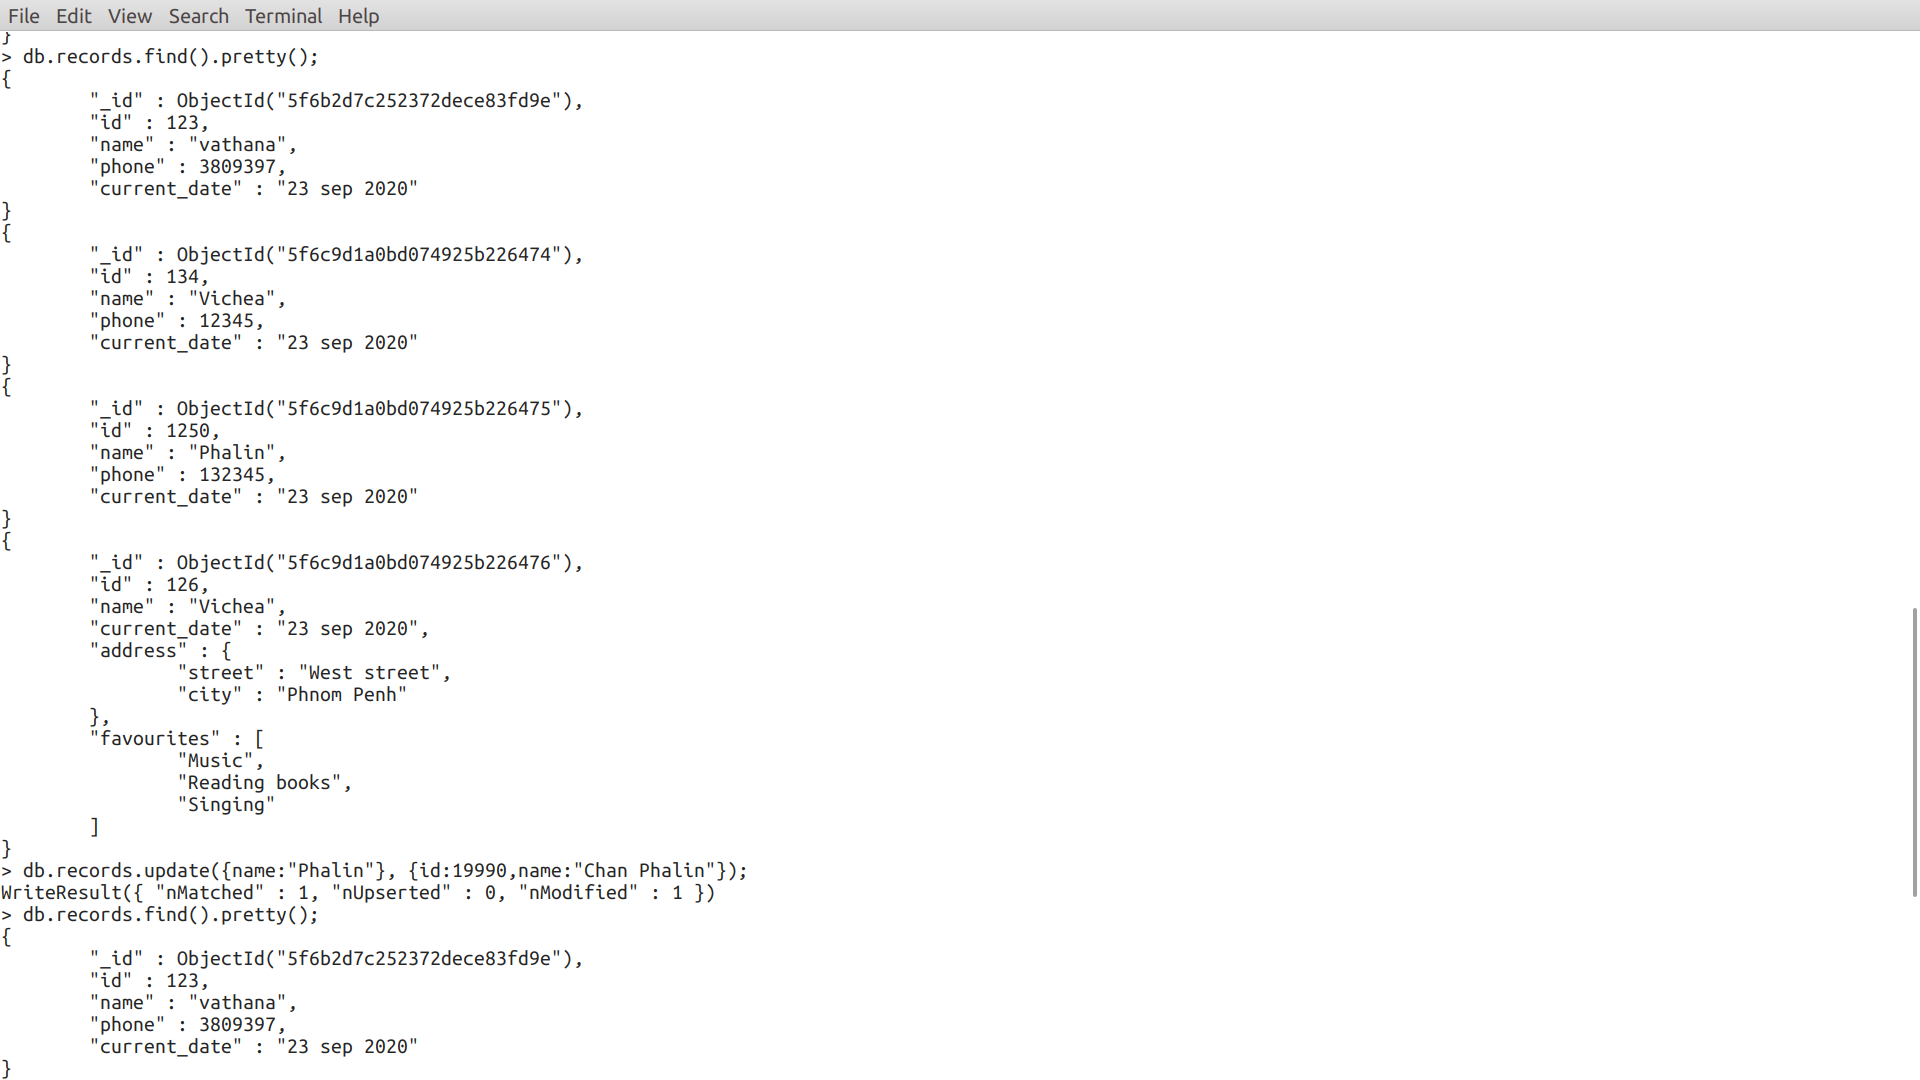 File Edit View Search Terminal Help
}
> db.records.find().pretty();
{
        "_id" : ObjectId("5f6b2d7c252372dece83fd9e"),
        "id" : 123,
        "name" : "vathana",
        "phone" : 3809397,
        "current_date" : "23 sep 2020"
}
{
        "_id" : ObjectId("5f6c9d1a0bd074925b226474"),
        "id" : 134,
        "name" : "Vichea",
        "phone" : 12345,
        "current_date" : "23 sep 2020"
}
{
        "_id" : ObjectId("5f6c9d1a0bd074925b226475"),
        "id" : 1250,
        "name" : "Phalin",
        "phone" : 132345,
        "current_date" : "23 sep 2020"
}
{
        "_id" : ObjectId("5f6c9d1a0bd074925b226476"),
        "id" : 126,
        "name" : "Vichea",
        "current_date" : "23 sep 2020",
        "address" : {
                "street" : "West street",
                "city" : "Phnom Penh"
        },
        "favourites" : [
                "Music",
                "Reading books",
                "Singing"
        ]
}
> db.records.update({name:"Phalin"}, {id:19990,name:"Chan Phalin"});
WriteResult({ "nMatched" : 1, "nUpserted" : 0, "nModified" : 1 })
> db.records.find().pretty();
{
        "_id" : ObjectId("5f6b2d7c252372dece83fd9e"),
        "id" : 123,
        "name" : "vathana",
        "phone" : 3809397,
        "current_date" : "23 sep 2020"
}